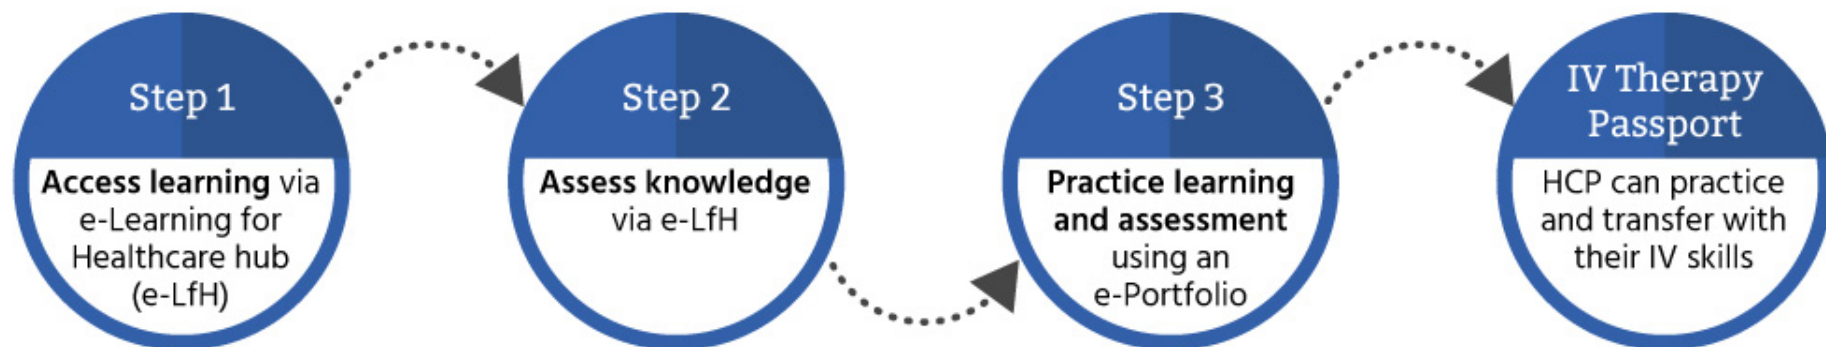 Step 1
Access learning via
e-Learning for
Healthcare hub
(e-LfH)
Step 2
Assess knowledge
via e-LfH
Step 3
Practice learning
and assessment
using an
e-Portfolio
IV Therapy
Passport
HCP can practice
and transfer with
their IV skills